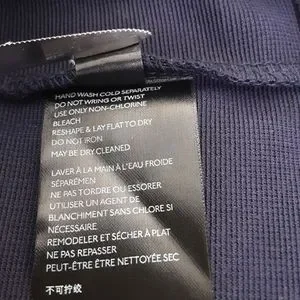 HAND WASH COLD SEPARATELY
DO NOT WRING OR TWIST
USE ONLY NON-CHLORINE
BLEACH
RESHAPE & LAY FLAT TO DRY
DO NOT IRON
MAY BE DRY CLEANED
LAVER À LA MAIN À L'EAU FROIDE
SÉPARÉMEN
NE PAS TORDRE OU ESSORER
UTILISER UN AGENT DE
BLANCHIMENT SANS CHLORE SI
NÉCESSAIRE
REMODELER ET SÉCHER À PLAT
NE PAS REPASSER
PEUT-ÊTRE ÊTRE NETTOYÉE SEC
不可拧绞